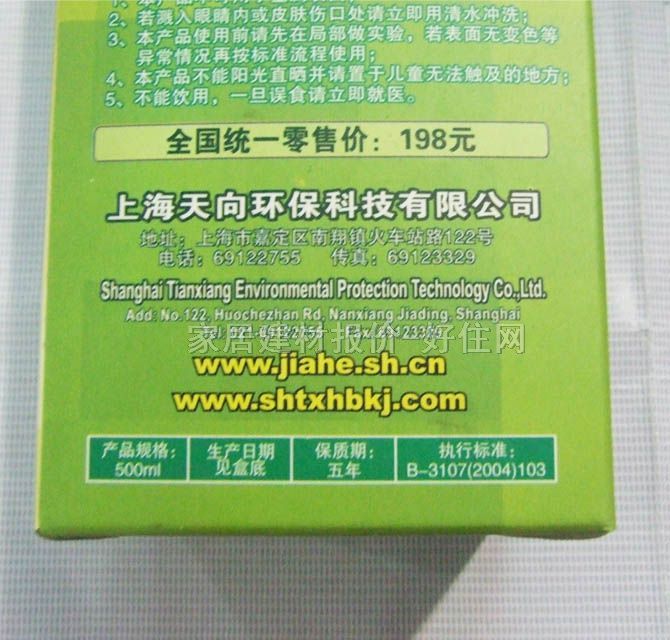 2、若溅入眼睛内或皮肤伤口处请立即用清水冲洗；
3、本产品使用前请先在局部做实验，若表面无变色等
异常情况再按标准流程使用；
4、本产品不能阳光直晒并请置于儿童无法触及的地方；
5、不能饮用，一旦误食请立即就医。
全国统一零售价：198元
上海天向环保科技有限公司
地址：上海市嘉定区南翔镇火车站路122号
电话：69122755 传真：69123329
Shanghai Tianxiang Environmental Protection Technology Co.,Ltd.
Add: No.122, Huochezhan Rd, Nanxiang Jiading, Shanghai
Tel: 021-69122755 Fax: 69123329
家居建材报价 好住网
www.jiahe.sh.cn
www.shtxhbkj.com
产品规格： 生产日期 保质期： 执行标准：
500ml 见盒底 五年 B-3107(2004)103